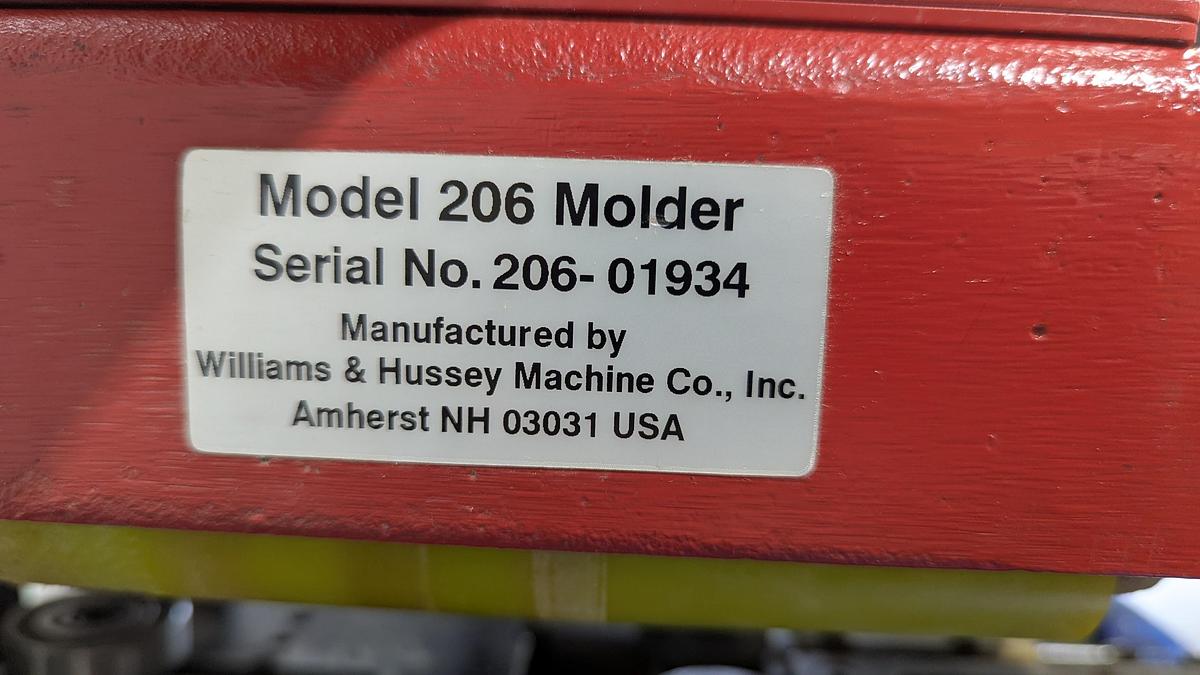 Model 206 Molder
Serial No. 206- 01934
Manufactured by
Williams & Hussey Machine Co., Inc.
Amherst NH 03031 USA